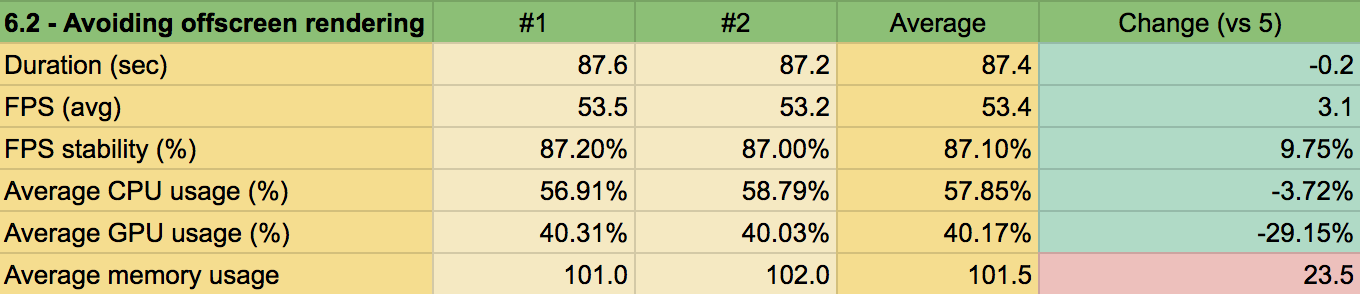 6.2 - Avoiding offscreen rendering #1 #2 Average Change (vs 5)
Duration (sec) 87.6 87.2 87.4 -0.2
FPS (avg) 53.5 53.2 53.4 3.1
FPS stability (%) 87.20% 87.00% 87.10% 9.75%
Average CPU usage (%) 56.91% 58.79% 57.85% -3.72%
Average GPU usage (%) 40.31% 40.03% 40.17% -29.15%
Average memory usage 101.0 102.0 101.5 23.5